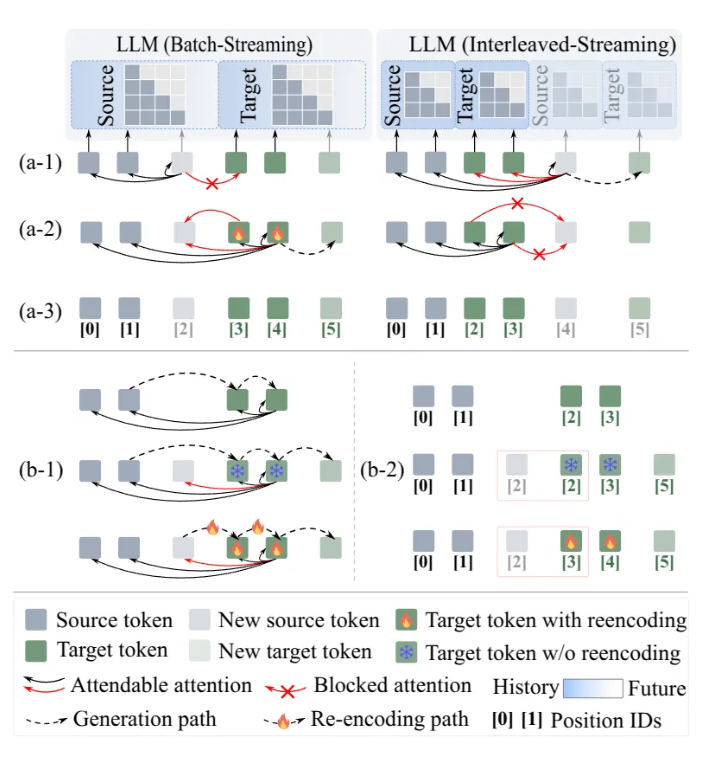 LLM (Batch-Streaming) LLM (Interleaved-Streaming)
Source Target Source Target Source Target
(a-1)
(a-2)
(a-3)
[0] [1] [2] [3] [4] [5] [0] [1] [2] [3] [4] [5]
[0] [1] [2] [3]
(b-1) (b-2)
[0] [1] [2] [2] [3] [5]
[0] [1] [2] [3] [4] [5]
Source token New source token Target token with reencoding
Target token New target token Target token w/o reencoding
Attendable attention Blocked attention History Future
Generation path Re-encoding path [0] [1] Position IDs